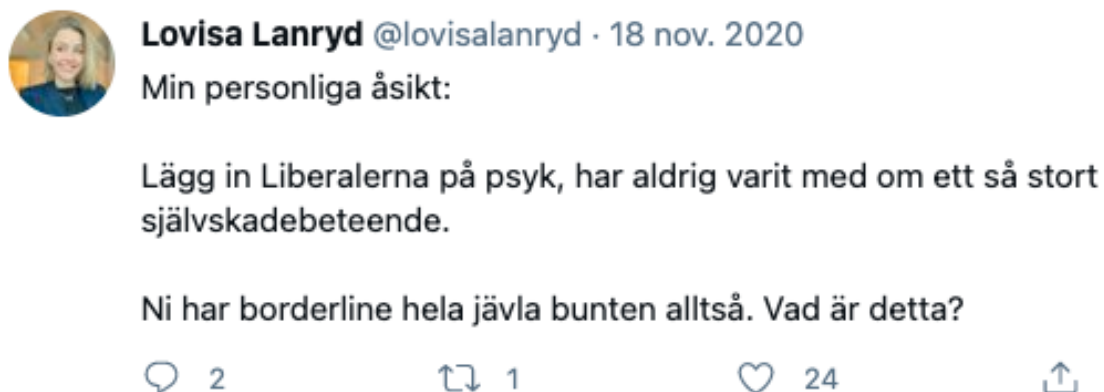 Lovisa Lanryd @lovisalanryd · 18 nov. 2020
Min personliga åsikt:
Lägg in Liberalerna på psyk, har aldrig varit med om ett så stort
självskadebeteende.
Ni har borderline hela jävla bunten alltså. Vad är detta?
2 1 24